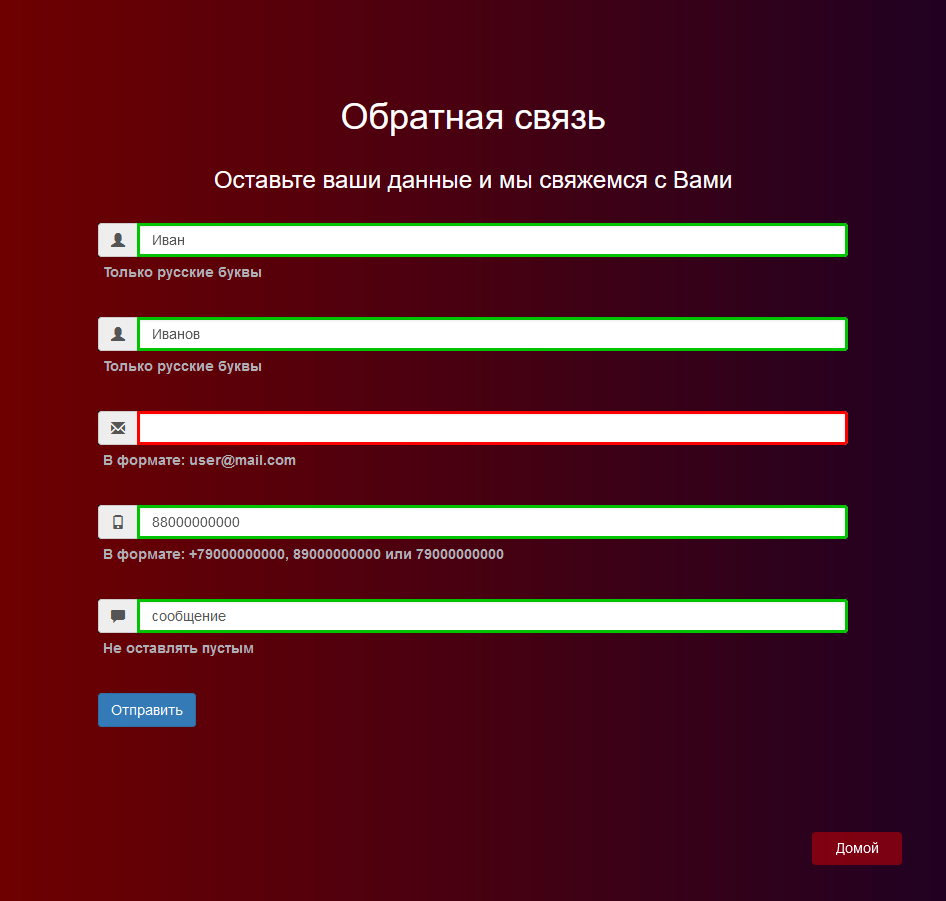 Обратная связь
Оставьте ваши данные и мы свяжемся с Вами
Иван
Только русские буквы
Иванов
Только русские буквы
В формате: user@mail.com
88000000000
В формате: +79000000000, 89000000000 или 79000000000
сообщение
Не оставлять пустым
Отправить
Домой